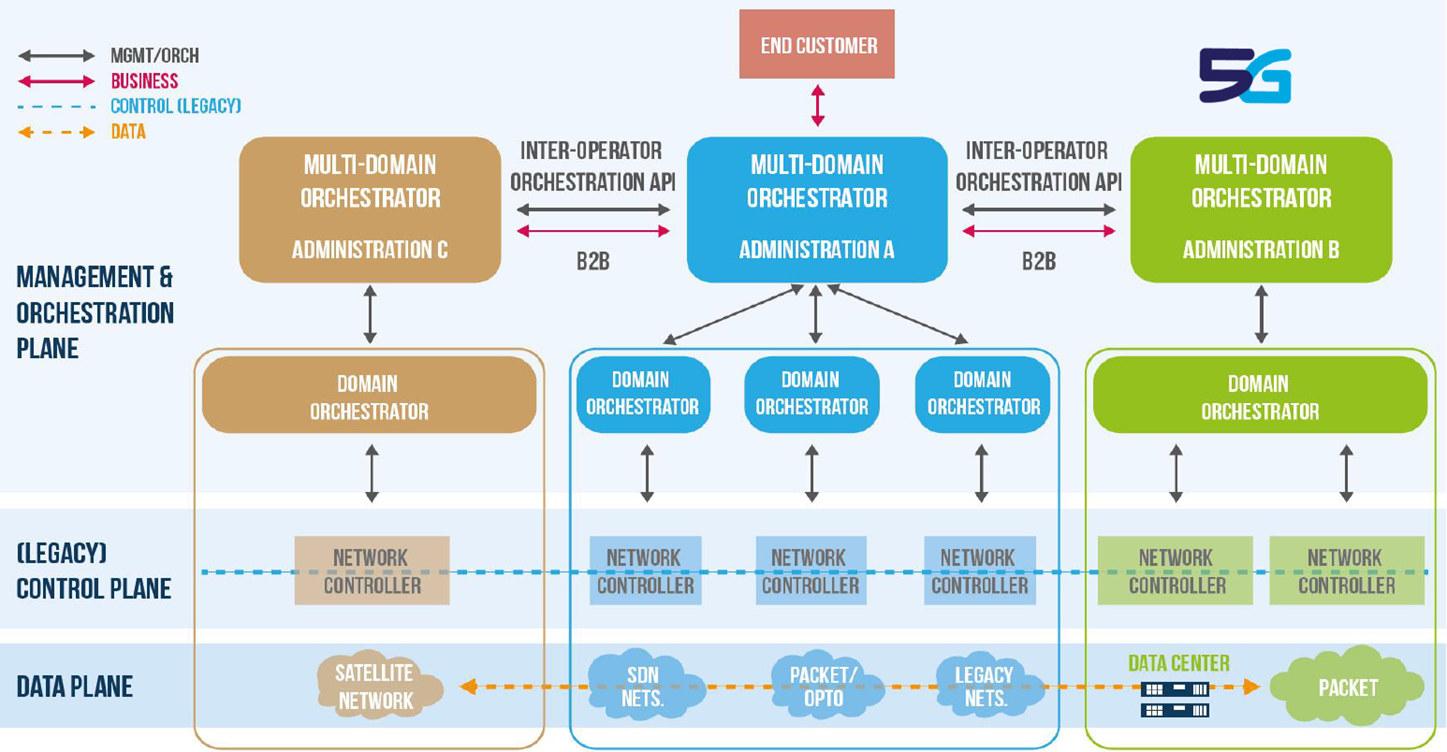 MGMT/ORCH
BUSINESS
CONTROL (LEGACY)
DATA
END CUSTOMER
5G
MULTI-DOMAIN
ORCHESTRATOR
ADMINISTRATION C
INTER-OPERATOR
ORCHESTRATION API
B2B
MULTI-DOMAIN
ORCHESTRATOR
ADMINISTRATION A
INTER-OPERATOR
ORCHESTRATION API
B2B
MULTI-DOMAIN
ORCHESTRATOR
ADMINISTRATION B
MANAGEMENT &
ORCHESTRATION
PLANE
DOMAIN
ORCHESTRATOR
DOMAIN
ORCHESTRATOR
DOMAIN
ORCHESTRATOR
DOMAIN
ORCHESTRATOR
DOMAIN
ORCHESTRATOR
(LEGACY)
CONTROL PLANE
NETWORK
CONTROLLER
NETWORK
CONTROLLER
NETWORK
CONTROLLER
NETWORK
CONTROLLER
NETWORK
CONTROLLER
NETWORK
CONTROLLER
DATA PLANE
SATELLITE
NETWORK
SDN
NETS.
PACKET/
OPTO
LEGACY
NETS.
DATA CENTER
PACKET